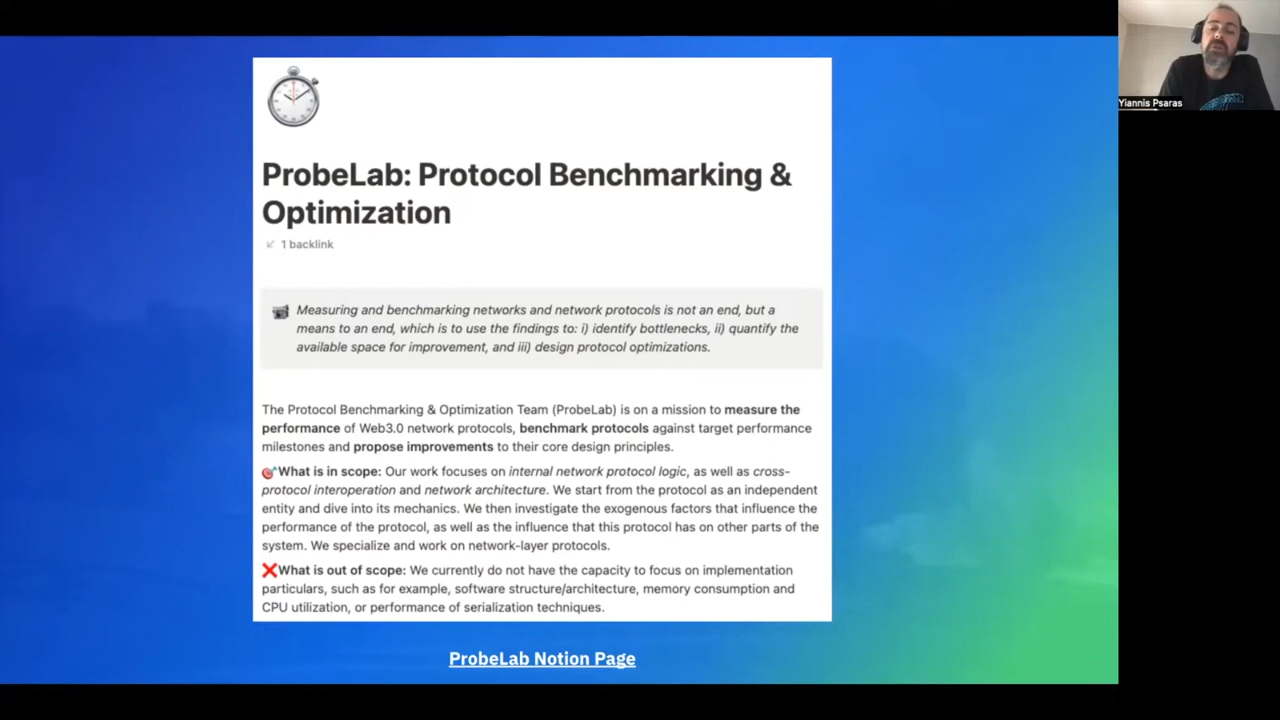 ProbeLab: Protocol Benchmarking &
Optimization
1 backlink
Measuring and benchmarking networks and network protocols is not an end, but a
means to an end, which is to use the findings to: i) identify bottlenecks, ii) quantify the
available space for improvement, and iii) design protocol optimizations.
The Protocol Benchmarking & Optimization Team (ProbeLab) is on a mission to measure the
performance of Web3.0 network protocols, benchmark protocols against target performance
milestones and propose improvements to their core design principles.
What is in scope: Our work focuses on internal network protocol logic, as well as cross-
protocol interoperation and network architecture. We start from the protocol as an independent
entity and dive into its mechanics. We then investigate the exogenous factors that influence the
performance of the protocol, as well as the influence that this protocol has on other parts of the
system. We specialize and work on network-layer protocols.
What is out of scope: We currently do not have the capacity to focus on implementation
particulars, such as for example, software structure/architecture, memory consumption and
CPU utilization, or performance of serialization techniques.
ProbeLab Notion Page
Yiannis Psaras